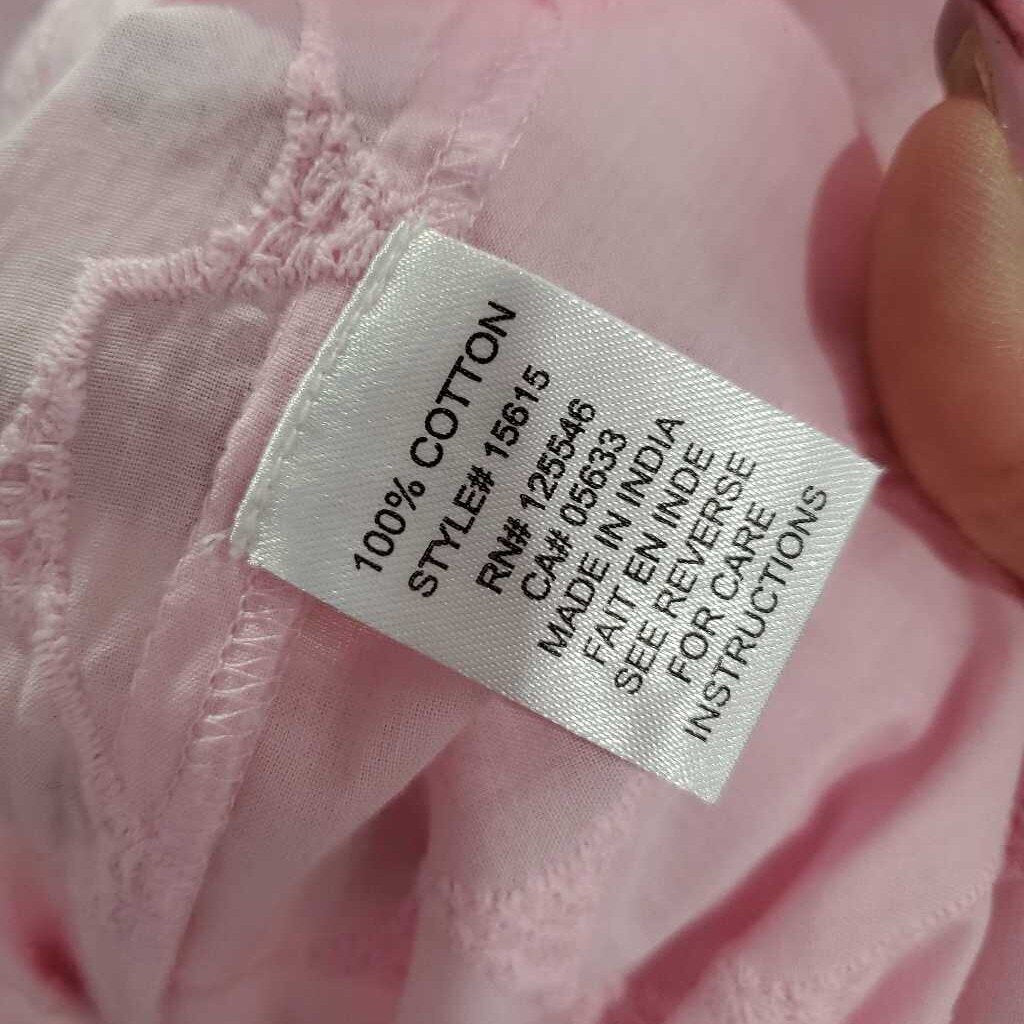 100% COTTON
STYLE# 15615
RN# 125546
CA# 05633
MADE IN INDIA
FAIT EN INDE
SEE REVERSE
FOR CARE
INSTRUCTIONS